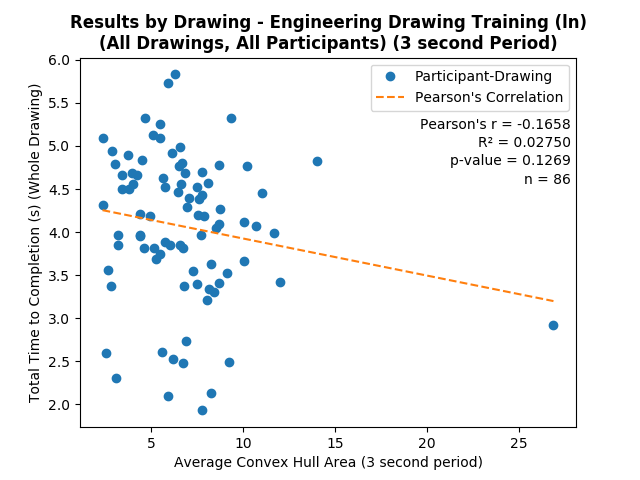 Results by Drawing - Engineering Drawing Training (ln)
(All Drawings, All Participants) (3 second Period)
Participant-Drawing
Pearson's Correlation
Pearson's r = -0.1658
R² = 0.02750
p-value = 0.1269
n = 86
Total Time to Completion (s) (Whole Drawing)
6.0
5.5
5.0
4.5
4.0
3.5
3.0
2.5
2.0
5
10
15
20
25
Average Convex Hull Area (3 second period)